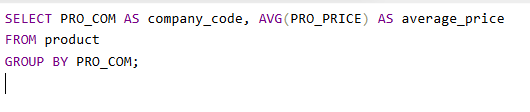 SELECT PRO_COM AS company_code, AVG(PRO_PRICE) AS average_price
FROM product
GROUP BY PRO_COM;